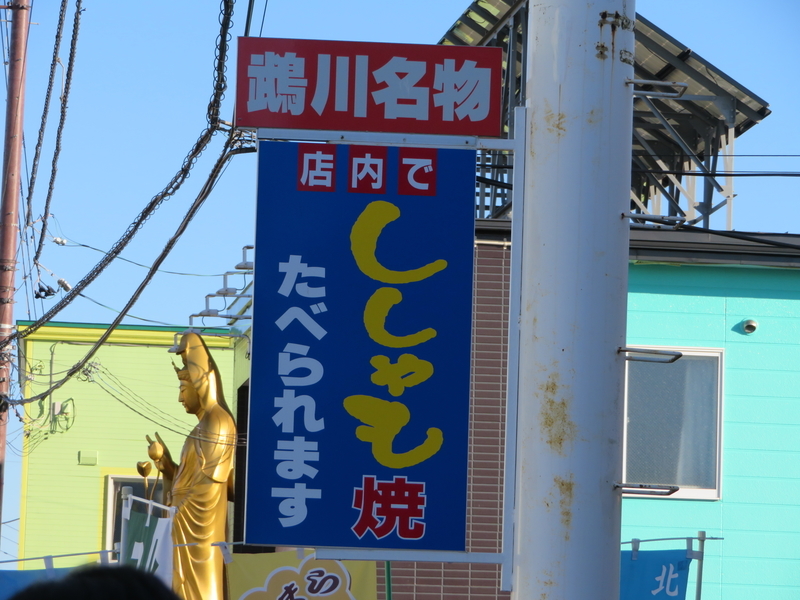 鵡川名物
店内で
ししゃも焼
たべられます
北